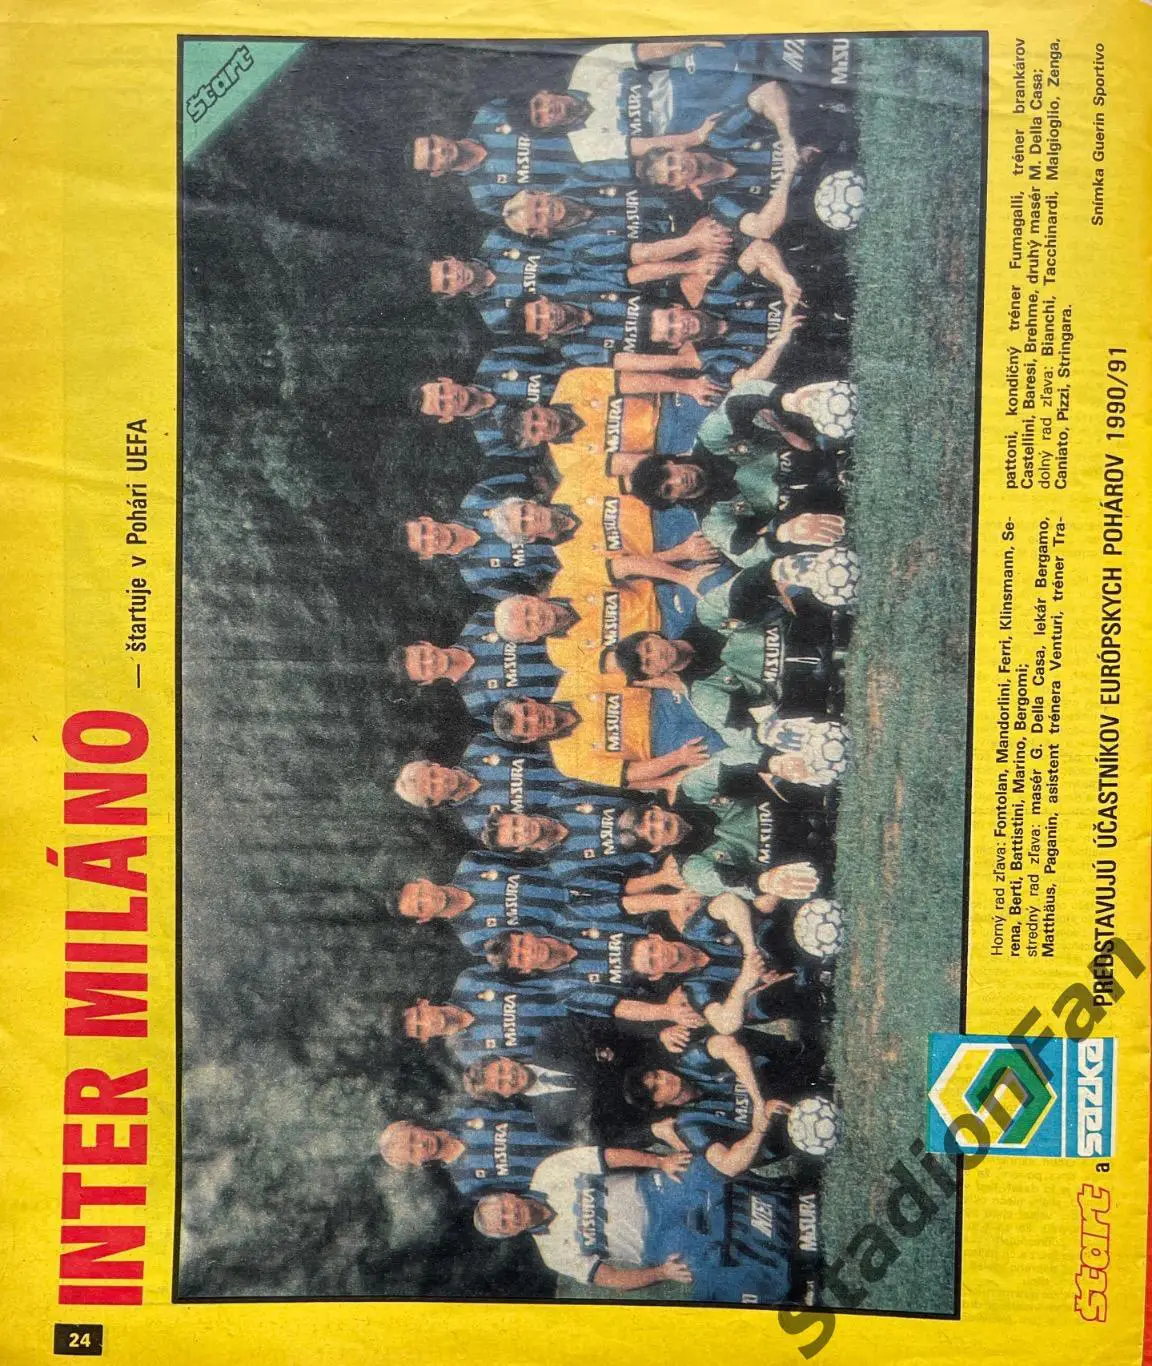 INTER MILÁNO
— štartuje v Pohári UEFA
štart
Horný rad zľava: Fontolan, Mandorlini, Ferri, Klinsmann, Se-
rena, Berti, Battistini, Marino, Bergomi;
stredný rad zľava: masér G. Della Casa, lekár Bergamo,
Matthäus, Paganin, asistent trénera Venturi, tréner Tra-
pattoni, kondičný tréner Fumagalli, tréner brankárov
Castellini, Baresi, Brehme, druhý masér M. Della Casa;
dolný rad zľava: Bianchi, Tacchinardi, Malgioglio, Zenga,
Caniato, Pizzi, Stringara.
Snímka Guerin Sportivo
štart a sazka PREDSTAVUJÚ ÚČASTNÍKOV EURÓPSKYCH POHÁROV 1990/91
24
MISURA
StadionFan